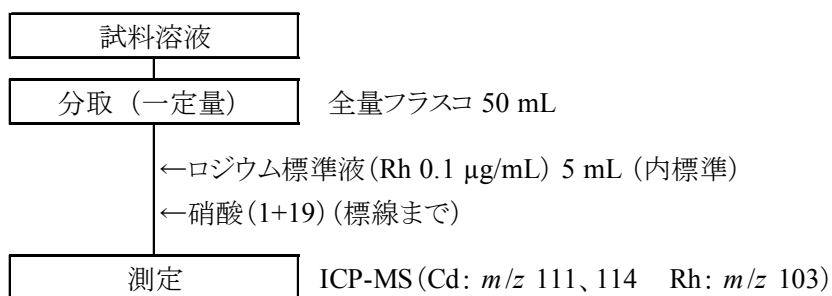 試料溶液
分取（一定量） 全量フラスコ 50 mL
←ロジウム標準液（Rh 0.1 µg/mL） 5 mL （内標準）
←硝酸（1+19）（標線まで）
測定 ICP-MS（Cd: m/z 111、114 Rh: m/z 103）